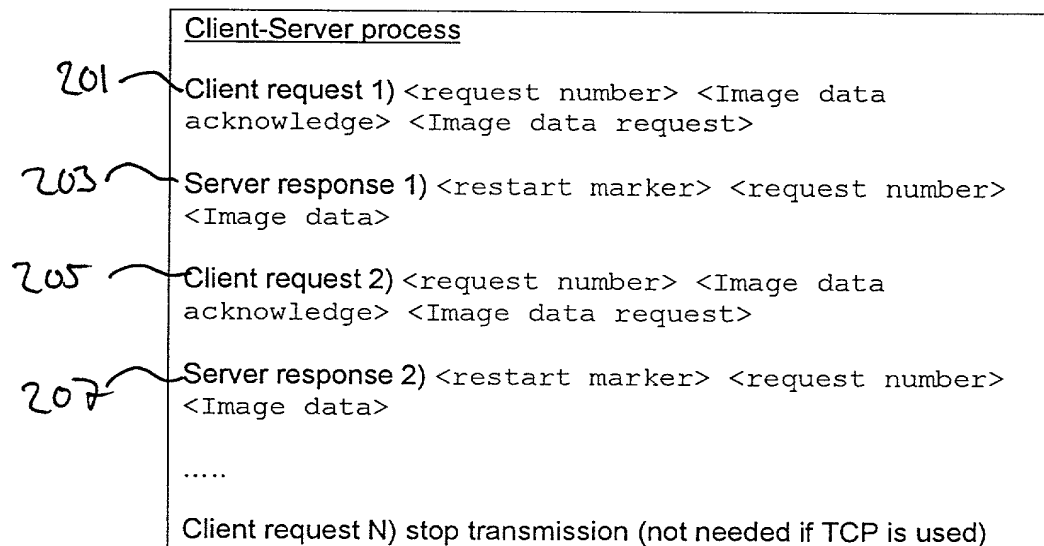 Client-Server process
201 Client request 1) <request number> <Image data
acknowledge> <Image data request>
203 Server response 1) <restart marker> <request number>
<Image data>
205 Client request 2) <request number> <Image data
acknowledge> <Image data request>
207 Server response 2) <restart marker> <request number>
<Image data>
.....
Client request N) stop transmission (not needed if TCP is used)